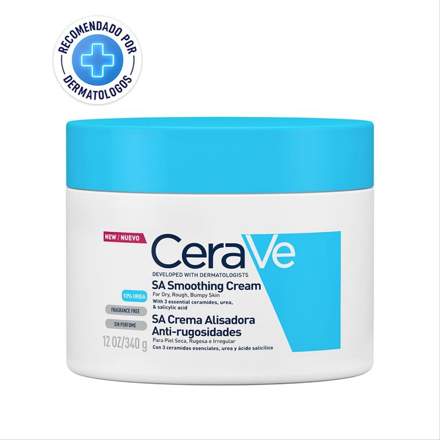 RECOMENDADO POR
DERMATÓLOGOS
NEW / NUEVO
CeraVe
DEVELOPED WITH DERMATOLOGISTS
SA Smoothing Cream
For Dry, Rough, Bumpy Skin
With 3 essential ceramides, urea,
& salicylic acid
10% UREA
FRAGRANCE FREE
SIN PERFUME
SA Crema Alisadora
Anti-rugosidades
Para Piel Seca, Rugosa e Irregular
Con 3 ceramidas esenciales, urea y ácido salicílico
12 OZ/340 g